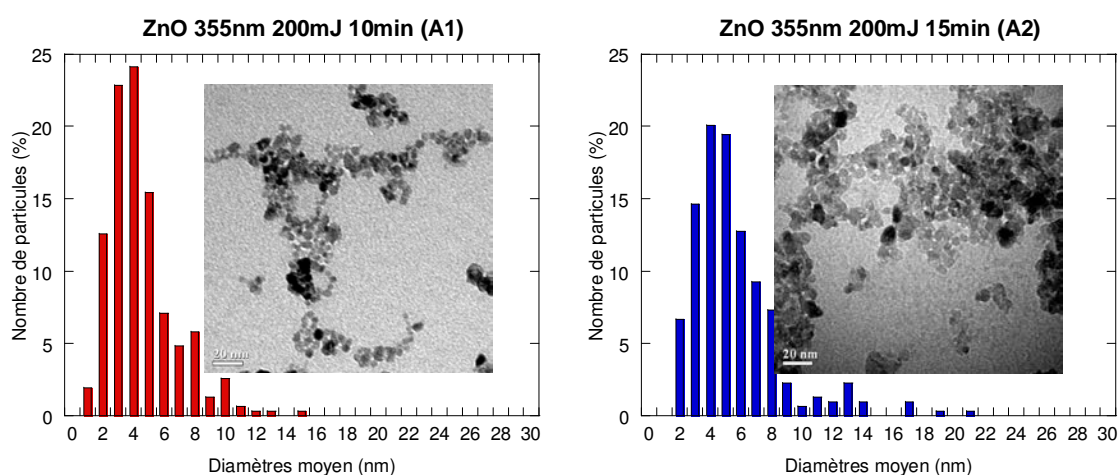 ZnO 355nm 200mJ 10min (A1)
25
20
15
10
5
0
Nombre de particules (%)
20 nm
0 2 4 6 8 10 12 14 16 18 20 22 24 26 28 30
Diamètres moyen (nm)
ZnO 355nm 200mJ 15min (A2)
25
20
15
10
5
0
Nombre de particules (%)
20 nm
0 2 4 6 8 10 12 14 16 18 20 22 24 26 28 30
Diamètres moyen (nm)